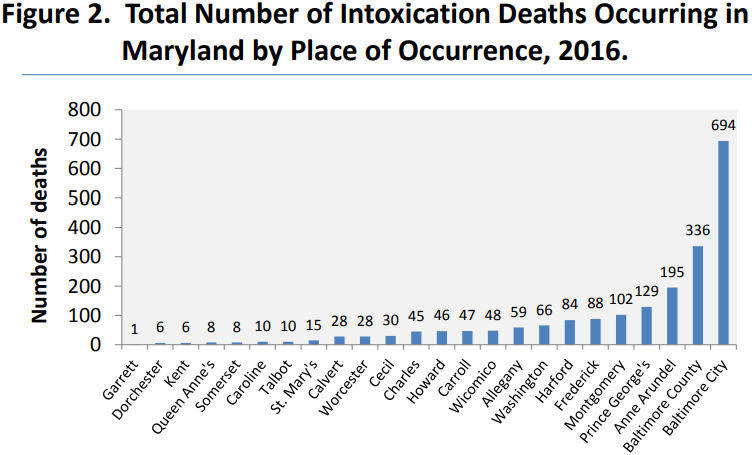 Figure 2.  Total Number of Intoxication Deaths Occurring in
Maryland by Place of Occurrence, 2016.
Number of deaths
800
700
600
500
400
300
200
100
0
1
6
6
8
8
10
10
15
28
28
30
45
46
47
48
59
66
84
88
102
129
195
336
694
Garrett
Dorchester
Kent
Queen Anne's
Somerset
Caroline
Talbot
St. Mary's
Calvert
Worcester
Cecil
Charles
Howard
Carroll
Wicomico
Allegany
Washington
Harford
Frederick
Montgomery
Prince George's
Anne Arundel
Baltimore County
Baltimore City